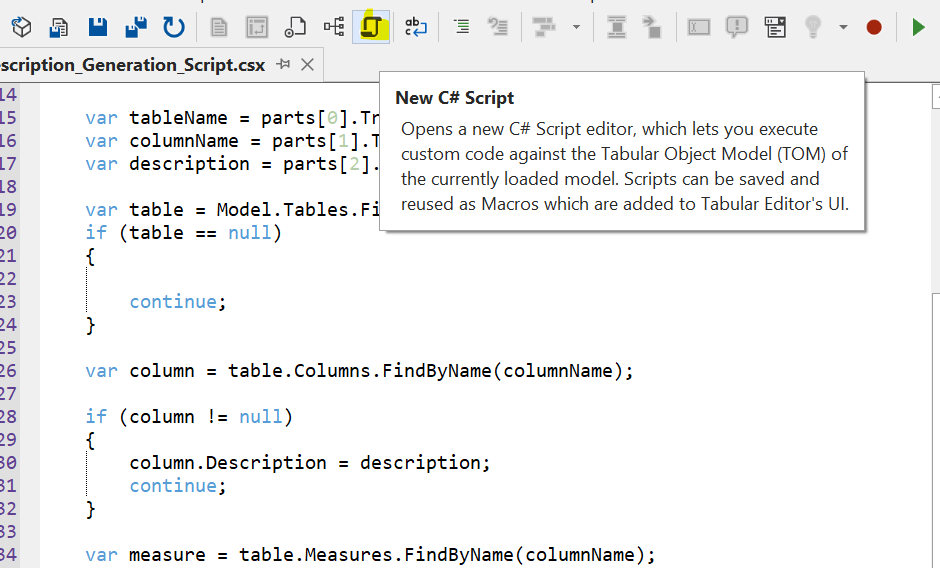 ab
c
scription_Generation_Script.csx
New C# Script
Opens a new C# Script editor, which lets you execute
custom code against the Tabular Object Model (TOM) of
the currently loaded model. Scripts can be saved and
reused as Macros which are added to Tabular Editor's UI.
14
15 var tableName = parts[0].Tr
16 var columnName = parts[1].T
17 var description = parts[2].
18
19 var table = Model.Tables.Fi
20 if (table == null)
21 {
22
23 continue;
24 }
25
26 var column = table.Columns.FindByName(columnName);
27
28 if (column != null)
29 {
30 column.Description = description;
31 continue;
32 }
33
34 var measure = table.Measures.FindByName(columnName);